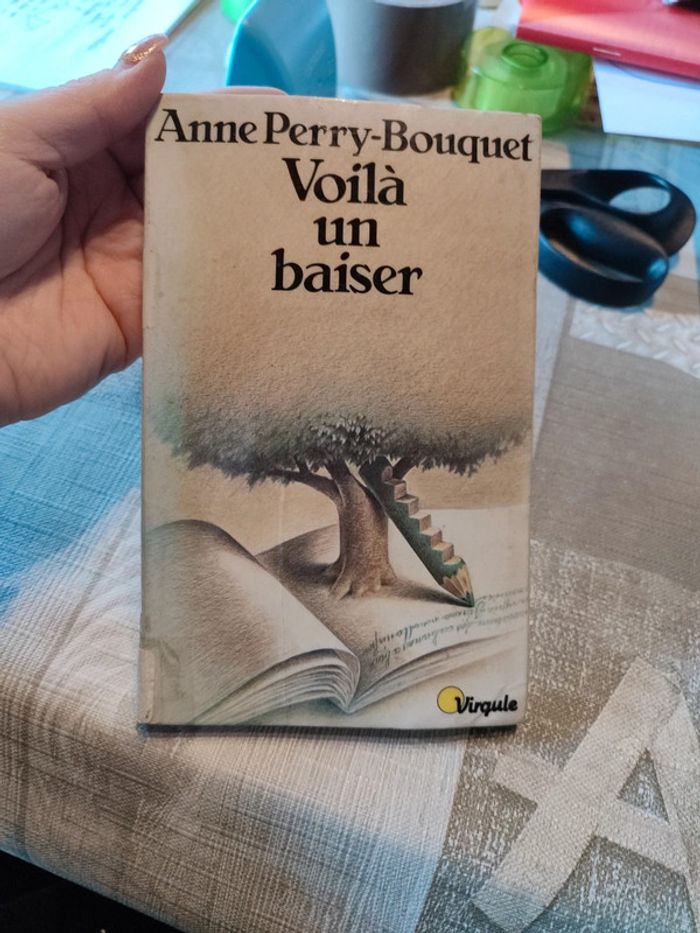 Anne Perry-Bouquet
Voilà
un
baiser
Virgule